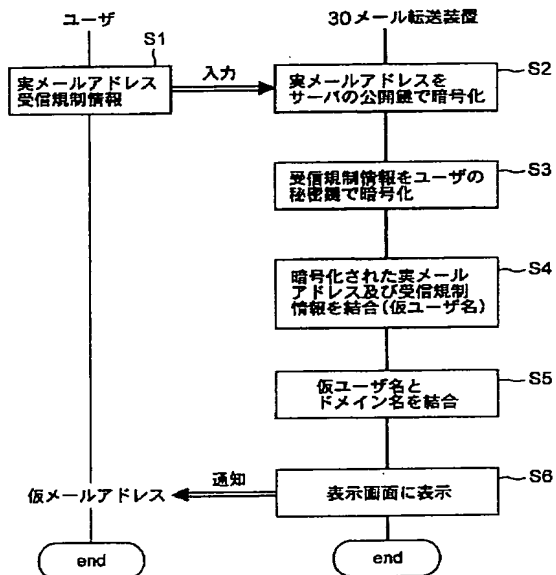 ユーザ
30メール転送装置
S1
実メールアドレス
受信規制情報
入力
S2
実メールアドレスを
サーバの公開鍵で暗号化
S3
受信規制情報をユーザの
秘密鍵で暗号化
S4
暗号化された実メール
アドレス及び受信規制
情報を結合(仮ユーザ名)
S5
仮ユーザ名と
ドメイン名を結合
S6
仮メールアドレス
通知
表示画面に表示
end
end